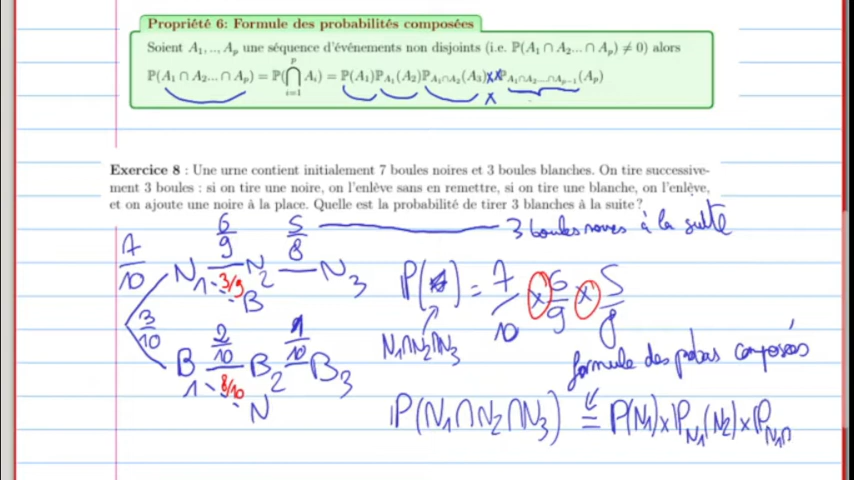 Propriété 6: Formule des probabilités composées
Soient A₁, .., Aₚ une séquence d'événements non disjoints (i.e. ℙ(A₁ ∩ A₂... ∩ Aₚ) ≠ 0) alors
ℙ(A₁ ∩ A₂... ∩ Aₚ) = ℙ(⋂ᵢ₌₁ᵖ Aᵢ) = ℙ(A₁)ℙ_A₁(A₂)ℙ_A₁∩A₂(A₃)××ℙ_A₁∩A₂...∩Aₚ₋₁(Aₚ)
×
Exercice 8 : Une urne contient initialement 7 boules noires et 3 boules blanches. On tire successive-
ment 3 boules : si on tire une noire, on l'enlève sans en remettre, si on tire une blanche, on l'enlève,
et on ajoute une noire à la place. Quelle est la probabilité de tirer 3 blanches à la suite ?
7/10 N₁ 6/9 N₂ 5/8 N₃ 3 boules noires à la suite
3/9 B
P( ) = 7/10 × 6/9 × 5/8
N₁∩N₂∩N₃
3/10 B₁ 2/10 B₂ 1/10 B₃
8/10 N
formule des probas composées
P(N₁∩N₂∩N₃) = P(N₁)×P_N₁(N₂)×P_N₁∩